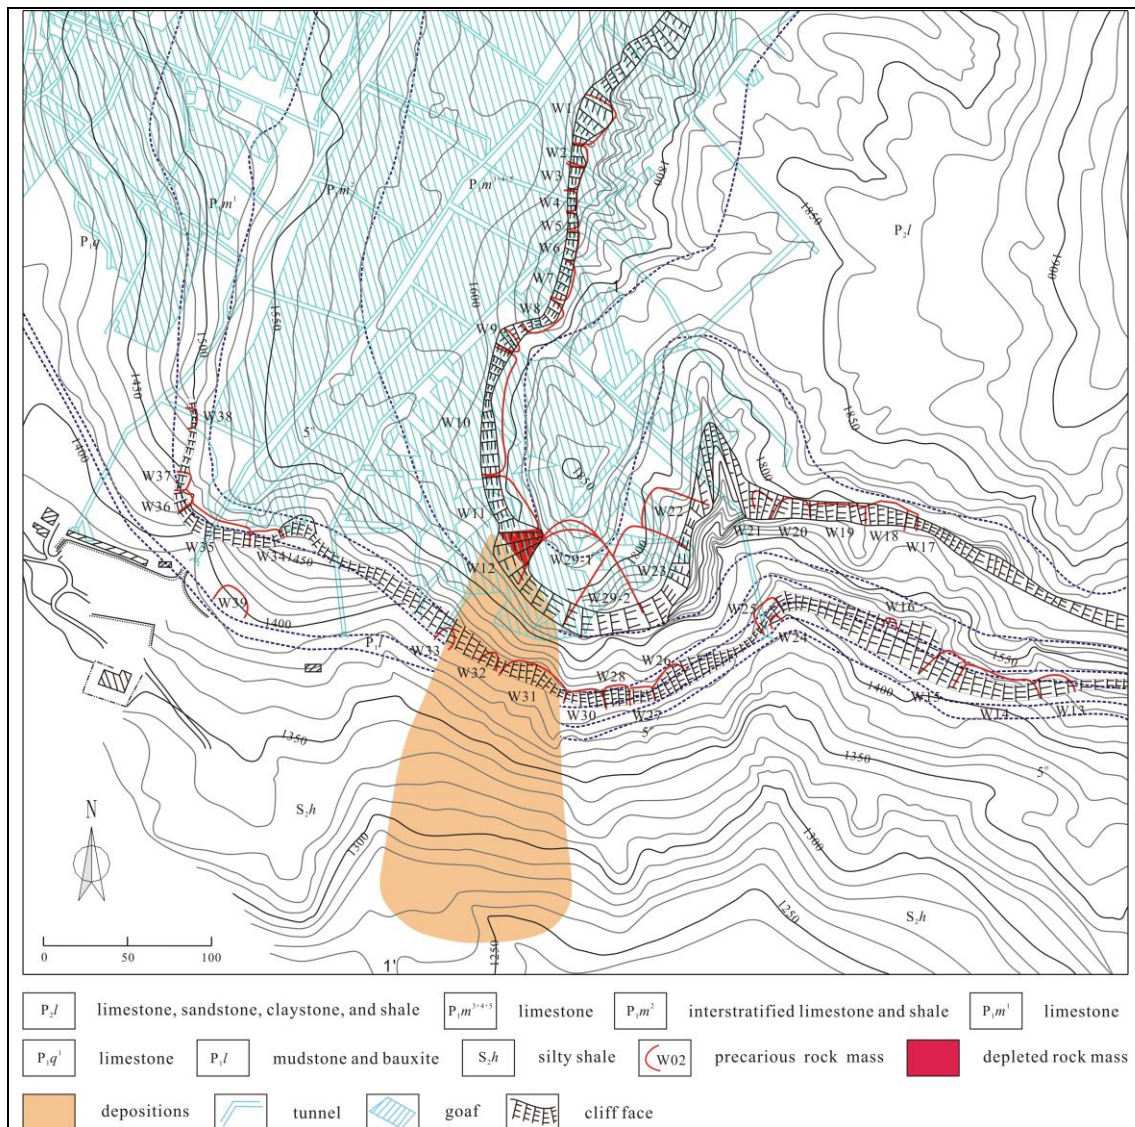 W1
1800
W2
W3
P₁m²
P₁m³⁺⁴⁺⁵
W4
P₁m¹
1850
W5
P₂l
P₁q
W6
1900
W7
1600
1
1550
W8
W9
1500
1450
W38
W10
5°
1850
1400
1800
1850
W37
W22
W36
W11
W21
W20
W19
W18
W17
W35
W34
1450
W12
W29-1
800
W23
W39
W29-2
W25
W16
1400
W24
P₁l
W33
W26
1550
W32
W28
W31
1400
W15
W30
W27
W14
W13
1350
5°
1350
5°
S₂h
N
1300
1300
1250
S₂h
0
50
100
1'
1250
P₂l limestone, sandstone, claystone, and shale P₁m³⁺⁴⁺⁵ limestone P₁m² interstratified limestone and shale P₁m¹ limestone
P₁q¹ limestone P₁l mudstone and bauxite S₂h silty shale W02 precarious rock mass depleted rock mass
depositions tunnel goaf cliff face